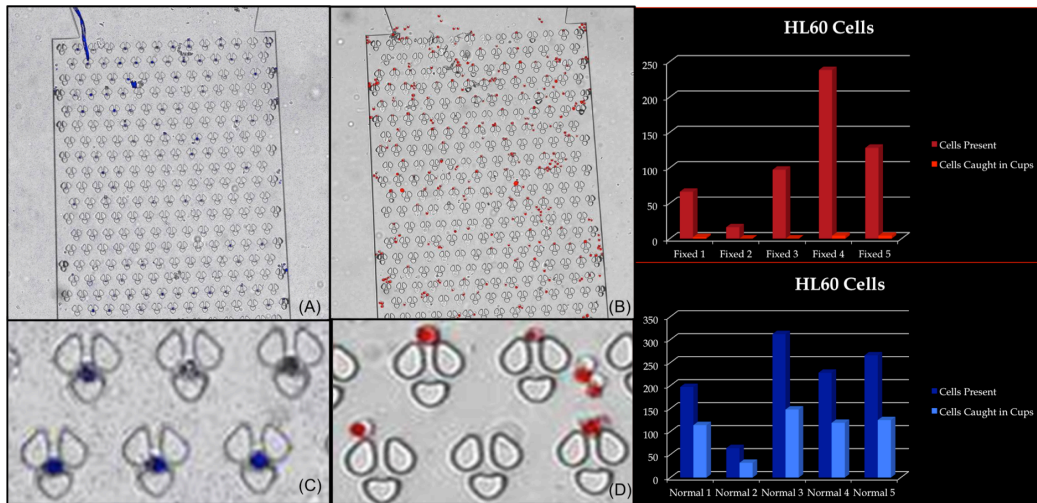 (A)
(B)
(C)
(D)
HL60 Cells
250
200
150
100
50
0
Fixed 1 Fixed 2 Fixed 3 Fixed 4 Fixed 5
Cells Present
Cells Caught in Cups
HL60 Cells
350
300
250
200
150
100
50
0
Normal 1 Normal 2 Normal 3 Normal 4 Normal 5
Cells Present
Cells Caught in Cups